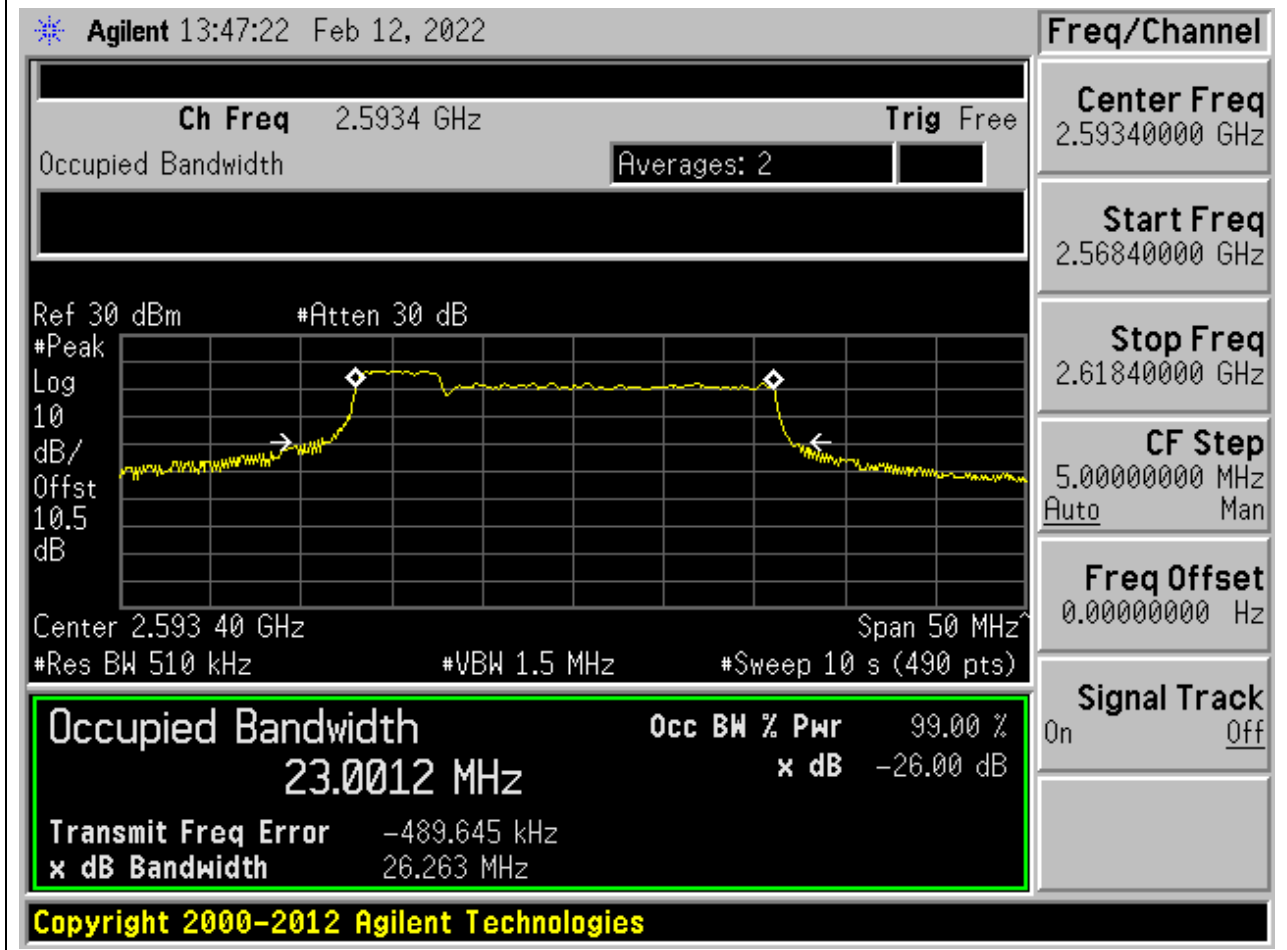 Agilent 13:47:22 Feb 12, 2022
Freq/Channel
Ch Freq 2.5934 GHz Trig Free
Occupied Bandwidth Averages: 2
Center Freq
2.59340000 GHz
Start Freq
2.56840000 GHz
Stop Freq
2.61840000 GHz
CF Step
5.00000000 MHz
Auto Man
Freq Offset
0.00000000 Hz
Signal Track
On Off
Ref 30 dBm #Atten 30 dB
#Peak
Log
10
dB/
Offst
10.5
dB
Center 2.593 40 GHz Span 50 MHz^
#Res BW 510 kHz #VBW 1.5 MHz #Sweep 10 s (490 pts)
Occupied Bandwidth Occ BW % Pwr 99.00 %
23.0012 MHz x dB -26.00 dB
Transmit Freq Error -489.645 kHz
x dB Bandwidth 26.263 MHz
Copyright 2000-2012 Agilent Technologies